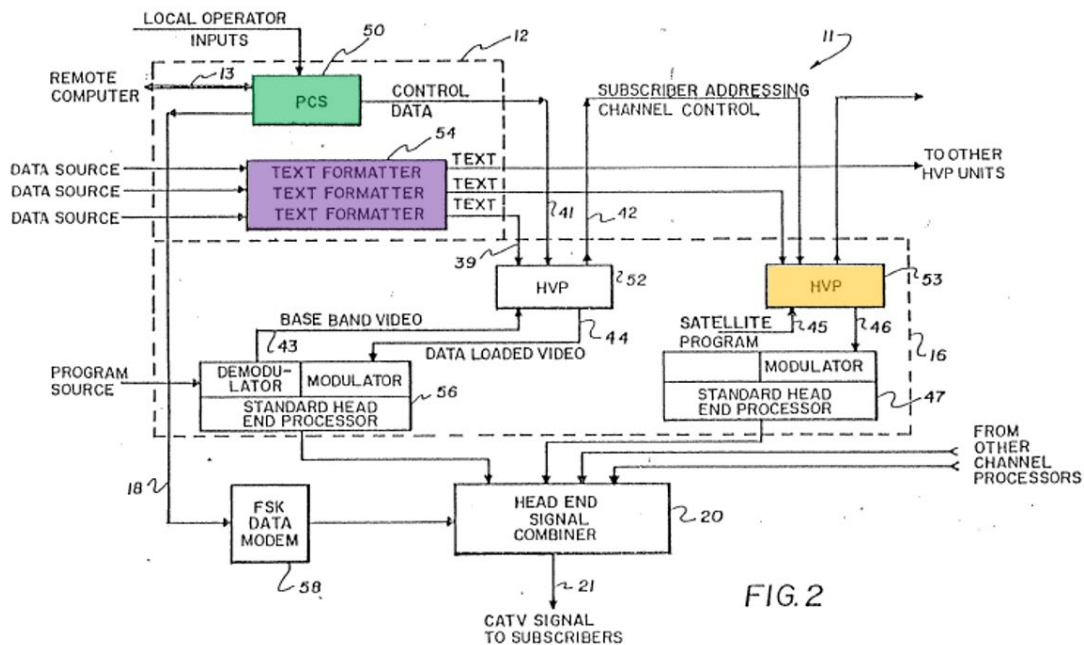 LOCAL OPERATOR
INPUTS
50
12
11
REMOTE
COMPUTER
13
PCS
CONTROL
DATA
SUBSCRIBER ADDRESSING
CHANNEL CONTROL
54
DATA SOURCE
DATA SOURCE
DATA SOURCE
TEXT FORMATTER
TEXT FORMATTER
TEXT FORMATTER
TEXT
TEXT
TEXT
TO OTHER
HVP UNITS
41
42
39
HVP
52
HVP
53
BASE BAND VIDEO
43
44
DATA LOADED VIDEO
SATELLITE
PROGRAM
45
46
16
PROGRAM
SOURCE
DEMODU-
LATOR
MODULATOR
STANDARD HEAD
END PROCESSOR
56
MODULATOR
STANDARD HEAD
END PROCESSOR
47
FROM
OTHER
CHANNEL
PROCESSORS
18
FSK
DATA
MODEM
58
HEAD END
SIGNAL
COMBINER
20
21
CATV SIGNAL
TO SUBSCRIBERS
FIG. 2